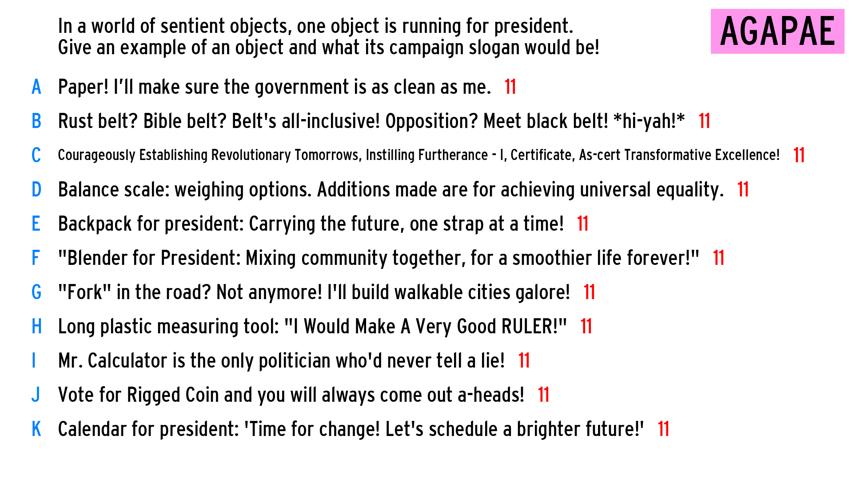 In a world of sentient objects, one object is running for president.
Give an example of an object and what its campaign slogan would be!
AGAPAE
A Paper! I'll make sure the government is as clean as me. 11
B Rust belt? Bible belt? Belt's all-inclusive! Opposition? Meet black belt! *hi-yah!* 11
C Courageously Establishing Revolutionary Tomorrows, Instilling Furtherance - I, Certificate, As-cert Transformative Excellence! 11
D Balance scale: weighing options. Additions made are for achieving universal equality. 11
E Backpack for president: Carrying the future, one strap at a time! 11
F "Blender for President: Mixing community together, for a smoothier life forever!" 11
G "Fork" in the road? Not anymore! I'll build walkable cities galore! 11
H Long plastic measuring tool: "I Would Make A Very Good RULER!" 11
I Mr. Calculator is the only politician who'd never tell a lie! 11
J Vote for Rigged Coin and you will always come out a-heads! 11
K Calendar for president: 'Time for change! Let's schedule a brighter future!' 11